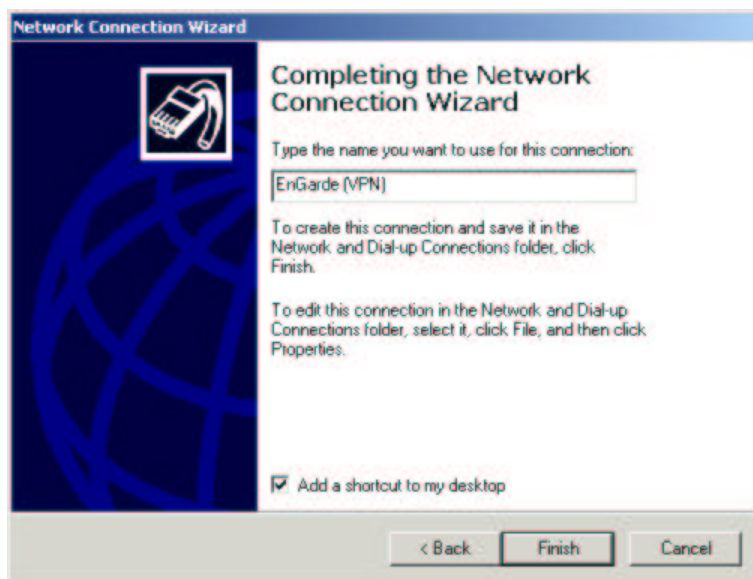 Network Connection Wizard
Completing the Network
Connection Wizard
Type the name you want to use for this connection:
EnGarde (VPN)
To create this connection and save it in the
Network and Dial-up Connections folder, click
Finish.
To edit this connection in the Network and Dial-up
Connections folder, select it, click File, and then click
Properties.
Add a shortcut to my desktop
< Back
Finish
Cancel